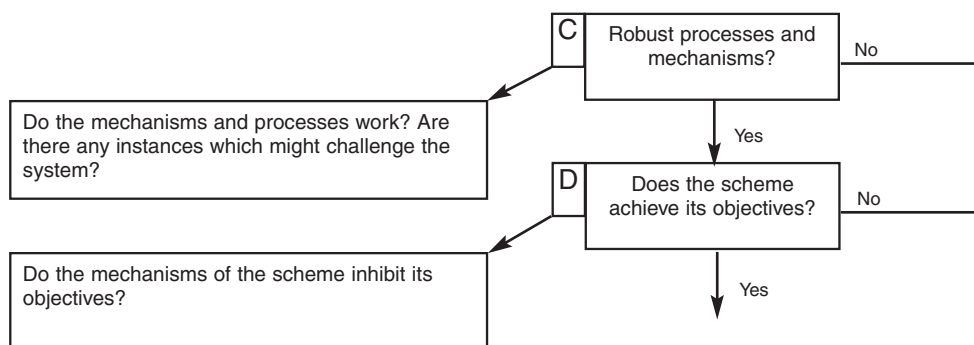 C
Robust processes and
mechanisms?
No
Do the mechanisms and processes work? Are
there any instances which might challenge the
system?
Yes
D
Does the scheme
achieve its objectives?
No
Do the mechanisms of the scheme inhibit its
objectives?
Yes